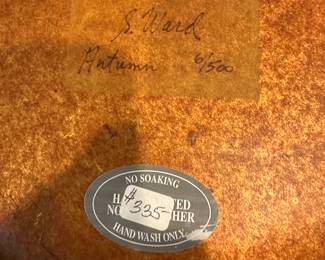 S. Ward
Autumn 6/500
NO SOAKING
$335-
HAND WASH ONLY